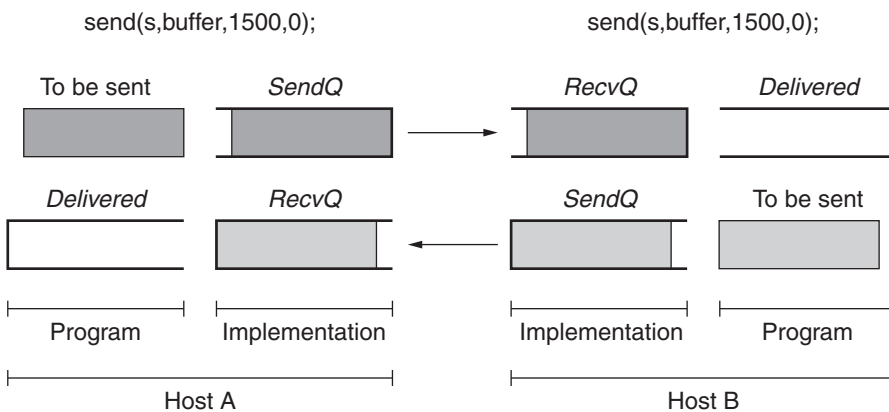 send(s,buffer,1500,0); send(s,buffer,1500,0);
To be sent SendQ RecvQ Delivered
Delivered RecvQ SendQ To be sent
Program Implementation Implementation Program
Host A Host B